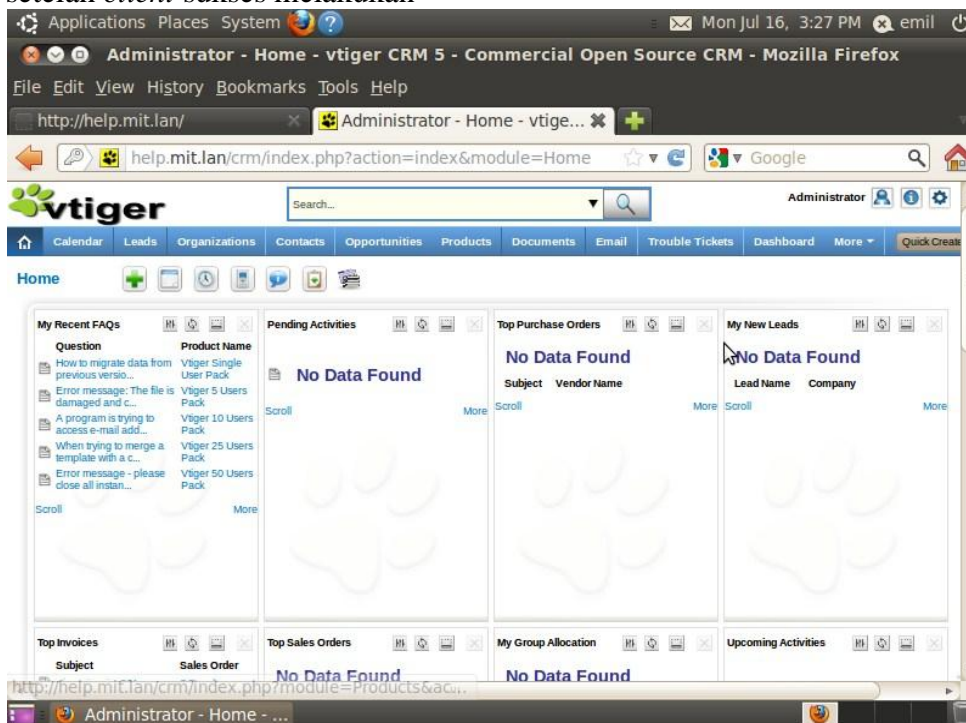 setelah client sukses melakukan
Applications Places System Mon Jul 16, 3:27 PM emil
Administrator - Home - vtiger CRM 5 - Commercial Open Source CRM - Mozilla Firefox
File Edit View History Bookmarks Tools Help
http://help.mit.lan/ Administrator - Home - vtige...
help.mit.lan/crm/index.php?action=index&module=Home Google
vtiger Search... Administrator
Calendar Leads Organizations Contacts Opportunities Products Documents Email Trouble Tickets Dashboard More Quick Create
Home
My Recent FAQs Pending Activities Top Purchase Orders My New Leads
Question Product Name
How to migrate data from previous versio... Vtiger Single User Pack
Error message: The file is damaged and c... Vtiger 5 Users Pack
A program is trying to access e-mail add... Vtiger 10 Users Pack
When trying to merge a template with a c... Vtiger 25 Users Pack
Error message - please close all instan... Vtiger 50 Users Pack
Scroll More
No Data Found
Scroll More
No Data Found
Subject Vendor Name
Scroll More
No Data Found
Lead Name Company
Scroll More
Top Invoices Top Sales Orders My Group Allocation Upcoming Activities
Subject Sales Order
No Data Found No Data Found
http://help.mit.lan/crm/index.php?module=Products&ac...
Administrator - Home - ...